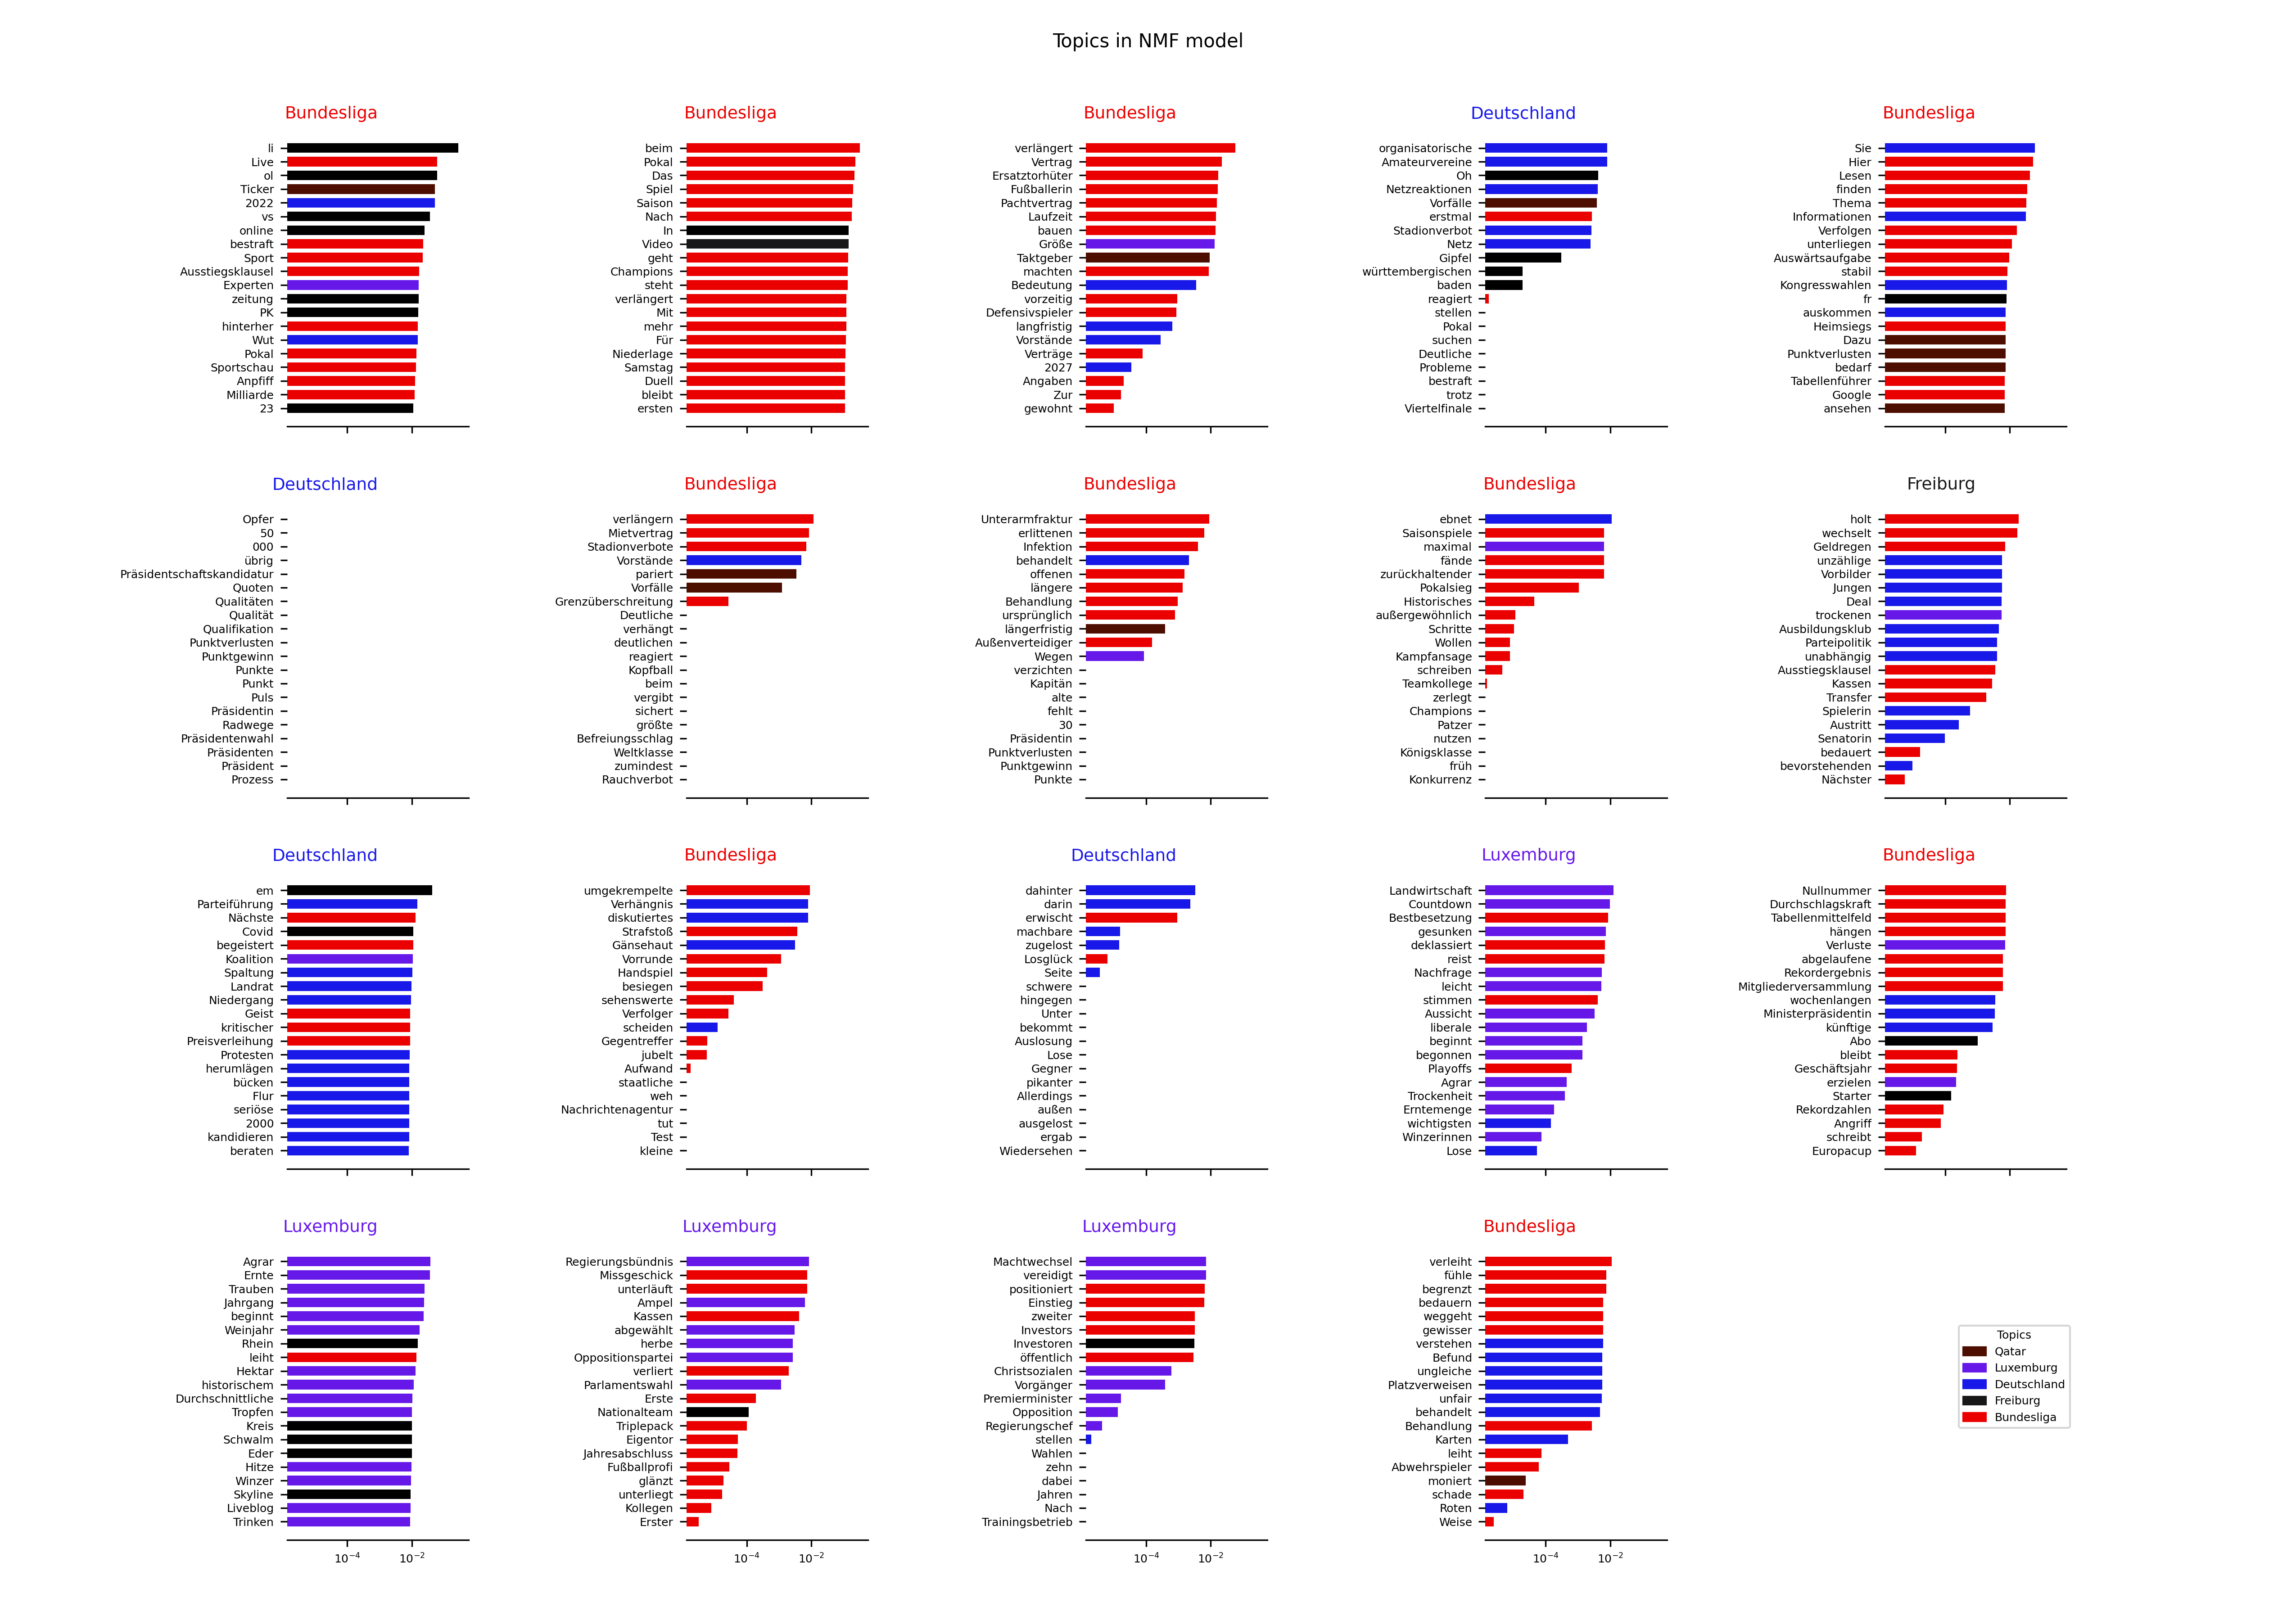 Topics in NMF model
Bundesliga
li
Live
ol
Ticker
2022
vs
online
bestraft
Sport
Ausstiegsklausel
Experten
zeitung
PK
hinterher
Wut
Pokal
Sportschau
Anpfiff
Milliarde
23
Bundesliga
beim
Pokal
Das
Spiel
Saison
Nach
In
Video
geht
Champions
steht
verlängert
Mit
mehr
Für
Niederlage
Samstag
Duell
bleibt
ersten
Bundesliga
verlängert
Vertrag
Ersatztorhüter
Fußballerin
Pachtvertrag
Laufzeit
bauen
Größe
Taktgeber
machten
Bedeutung
vorzeitig
Defensivspieler
langfristig
Vorstände
Verträge
2027
Angaben
Zur
gewohnt
Deutschland
organisatorische
Amateurvereine
Oh
Netzreaktionen
Vorfälle
erstmal
Stadionverbot
Netz
Gipfel
württembergischen
baden
reagiert
stellen
Pokal
suchen
Deutliche
Probleme
bestraft
trotz
Viertelfinale
Bundesliga
Sie
Hier
Lesen
finden
Thema
Informationen
Verfolgen
unterliegen
Auswärtsaufgabe
stabil
Kongresswahlen
fr
auskommen
Heimsiegs
Dazu
Punktverlusten
bedarf
Tabellenführer
Google
ansehen
Deutschland
Opfer
50
000
übrig
Präsidentschaftskandidatur
Quoten
Qualitäten
Qualität
Qualifikation
Punktverlusten
Punktgewinn
Punkte
Punkt
Puls
Präsidentin
Radwege
Präsidentenwahl
Präsidenten
Präsident
Prozess
Bundesliga
verlängern
Mietvertrag
Stadionverbote
Vorstände
pariert
Vorfälle
Grenzüberschreitung
Deutliche
verhängt
deutlichen
reagiert
Kopfball
beim
vergibt
sichert
größte
Befreiungsschlag
Weltklasse
zumindest
Rauchverbot
Bundesliga
Unterarmfraktur
erlittenen
Infektion
behandelt
offenen
längere
Behandlung
ursprünglich
längerfristig
Außenverteidiger
Wegen
verzichten
Kapitän
alte
fehlt
30
Präsidentin
Punktverlusten
Punktgewinn
Punkte
Bundesliga
ebnet
Saisonspiele
maximal
fände
zurückhaltender
Pokalsieg
Historisches
außergewöhnlich
Schritte
Wollen
Kampfansage
schreiben
Teamkollege
zerlegt
Champions
Patzer
nutzen
Königsklasse
früh
Konkurrenz
Freiburg
holt
wechselt
Geldregen
unzählige
Vorbilder
Jungen
Deal
trockenen
Ausbildungsklub
Parteipolitik
unabhängig
Ausstiegsklausel
Kassen
Transfer
Spielerin
Austritt
Senatorin
bedauert
bevorstehenden
Nächster
Deutschland
em
Parteiführung
Nächste
Covid
begeistert
Koalition
Spaltung
Landrat
Niedergang
Geist
kritischer
Preisverleihung
Protesten
herumlägen
bücken
Flur
seriöse
2000
kandidieren
beraten
Bundesliga
umgekrempelte
Verhängnis
diskutiertes
Strafstoß
Gänsehaut
Vorrunde
Handspiel
besiegen
sehenswerte
Verfolger
scheiden
Gegentreffer
jubelt
Aufwand
staatliche
weh
Nachrichtenagentur
tut
Test
kleine
Deutschland
dahinter
darin
erwischt
machbare
zugelost
Losglück
Seite
schwere
hingegen
Unter
bekommt
Auslosung
Lose
Gegner
pikanter
Allerdings
außen
ausgelost
ergab
Wiedersehen
Luxemburg
Landwirtschaft
Countdown
Bestbesetzung
gesunken
deklassiert
reist
Nachfrage
leicht
stimmen
Aussicht
liberale
beginnt
begonnen
Playoffs
Agrar
Trockenheit
Erntemenge
wichtigsten
Winzerinnen
Lose
Bundesliga
Nullnummer
Durchschlagskraft
Tabellenmittelfeld
hängen
Verluste
abgelaufene
Rekordergebnis
Mitgliederversammlung
wochenlangen
Ministerpräsidentin
künftige
Abo
bleibt
Geschäftsjahr
erzielen
Starter
Rekordzahlen
Angriff
schreibt
Europacup
Luxemburg
Agrar
Ernte
Trauben
Jahrgang
beginnt
Weinjahr
Rhein
leiht
Hektar
historischem
Durchschnittliche
Tropfen
Kreis
Schwalm
Eder
Hitze
Winzer
Skyline
Liveblog
Trinken
10⁻⁴ 10⁻²
Luxemburg
Regierungsbündnis
Missgeschick
unterläuft
Ampel
Kassen
abgewählt
herbe
Oppositionspartei
verliert
Parlamentswahl
Erste
Nationalteam
Triplepack
Eigentor
Jahresabschluss
Fußballprofi
glänzt
unterliegt
Kollegen
Erster
10⁻⁴ 10⁻²
Luxemburg
Machtwechsel
vereidigt
positioniert
Einstieg
zweiter
Investors
Investoren
öffentlich
Christsozialen
Vorgänger
Premierminister
Opposition
Regierungschef
stellen
Wahlen
zehn
dabei
Jahren
Nach
Trainingsbetrieb
10⁻⁴ 10⁻²
Bundesliga
verleiht
fühle
begrenzt
bedauern
weggeht
gewisser
verstehen
Befund
ungleiche
Platzverweisen
unfair
behandelt
Behandlung
Karten
leiht
Abwehrspieler
moniert
schade
Roten
Weise
10⁻⁴ 10⁻²
Topics
Qatar
Luxemburg
Deutschland
Freiburg
Bundesliga